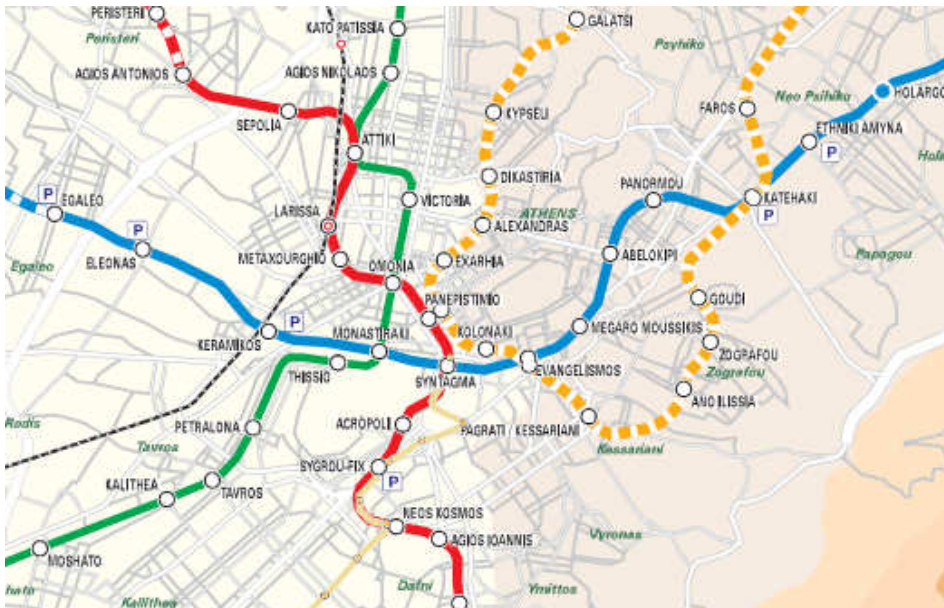 PERISTERI
Peristeri
KATO PATISSIA
GALATSI
Psyhiko
AGIOS ANTONIOS
AGIOS NIKOLAOS
HOLARGO
FAROS
Neo Psihiko
SEPOLIA
KYPSELI
ETHNIKI AMYNA
P
ATTIKI
Hola
DIKASTIRIA
PANORMOU
P
EGALEO
VICTORIA
KATEHAKI
P
LARISSA
ATHENS
ALEXANDRAS
P
ELEONAS
Egaleo
METAXOURGHIO
OMONIA
EXARHIA
ABELOKIPI
Papagou
GOUDI
PANEPISTIMIO
P
KERAMIKOS
MONASTIRAKI
KOLONAKI
MEGARO MOUSSIKIS
ZOGRAFOU
THISSIO
SYNTAGMA
EVANGELISMOS
Zografou
ANO ILISSIA
Rodis
PETRALONA
ACROPOLI
PAGRATI / KESSARIANI
Tavros
Kessariani
SYGROU-FIX
P
KALITHEA
TAVROS
NEOS KOSMOS
AGIOS IOANNIS
Vyronas
MOSHATO
hato
Dafni
Ymittos
Kallithea